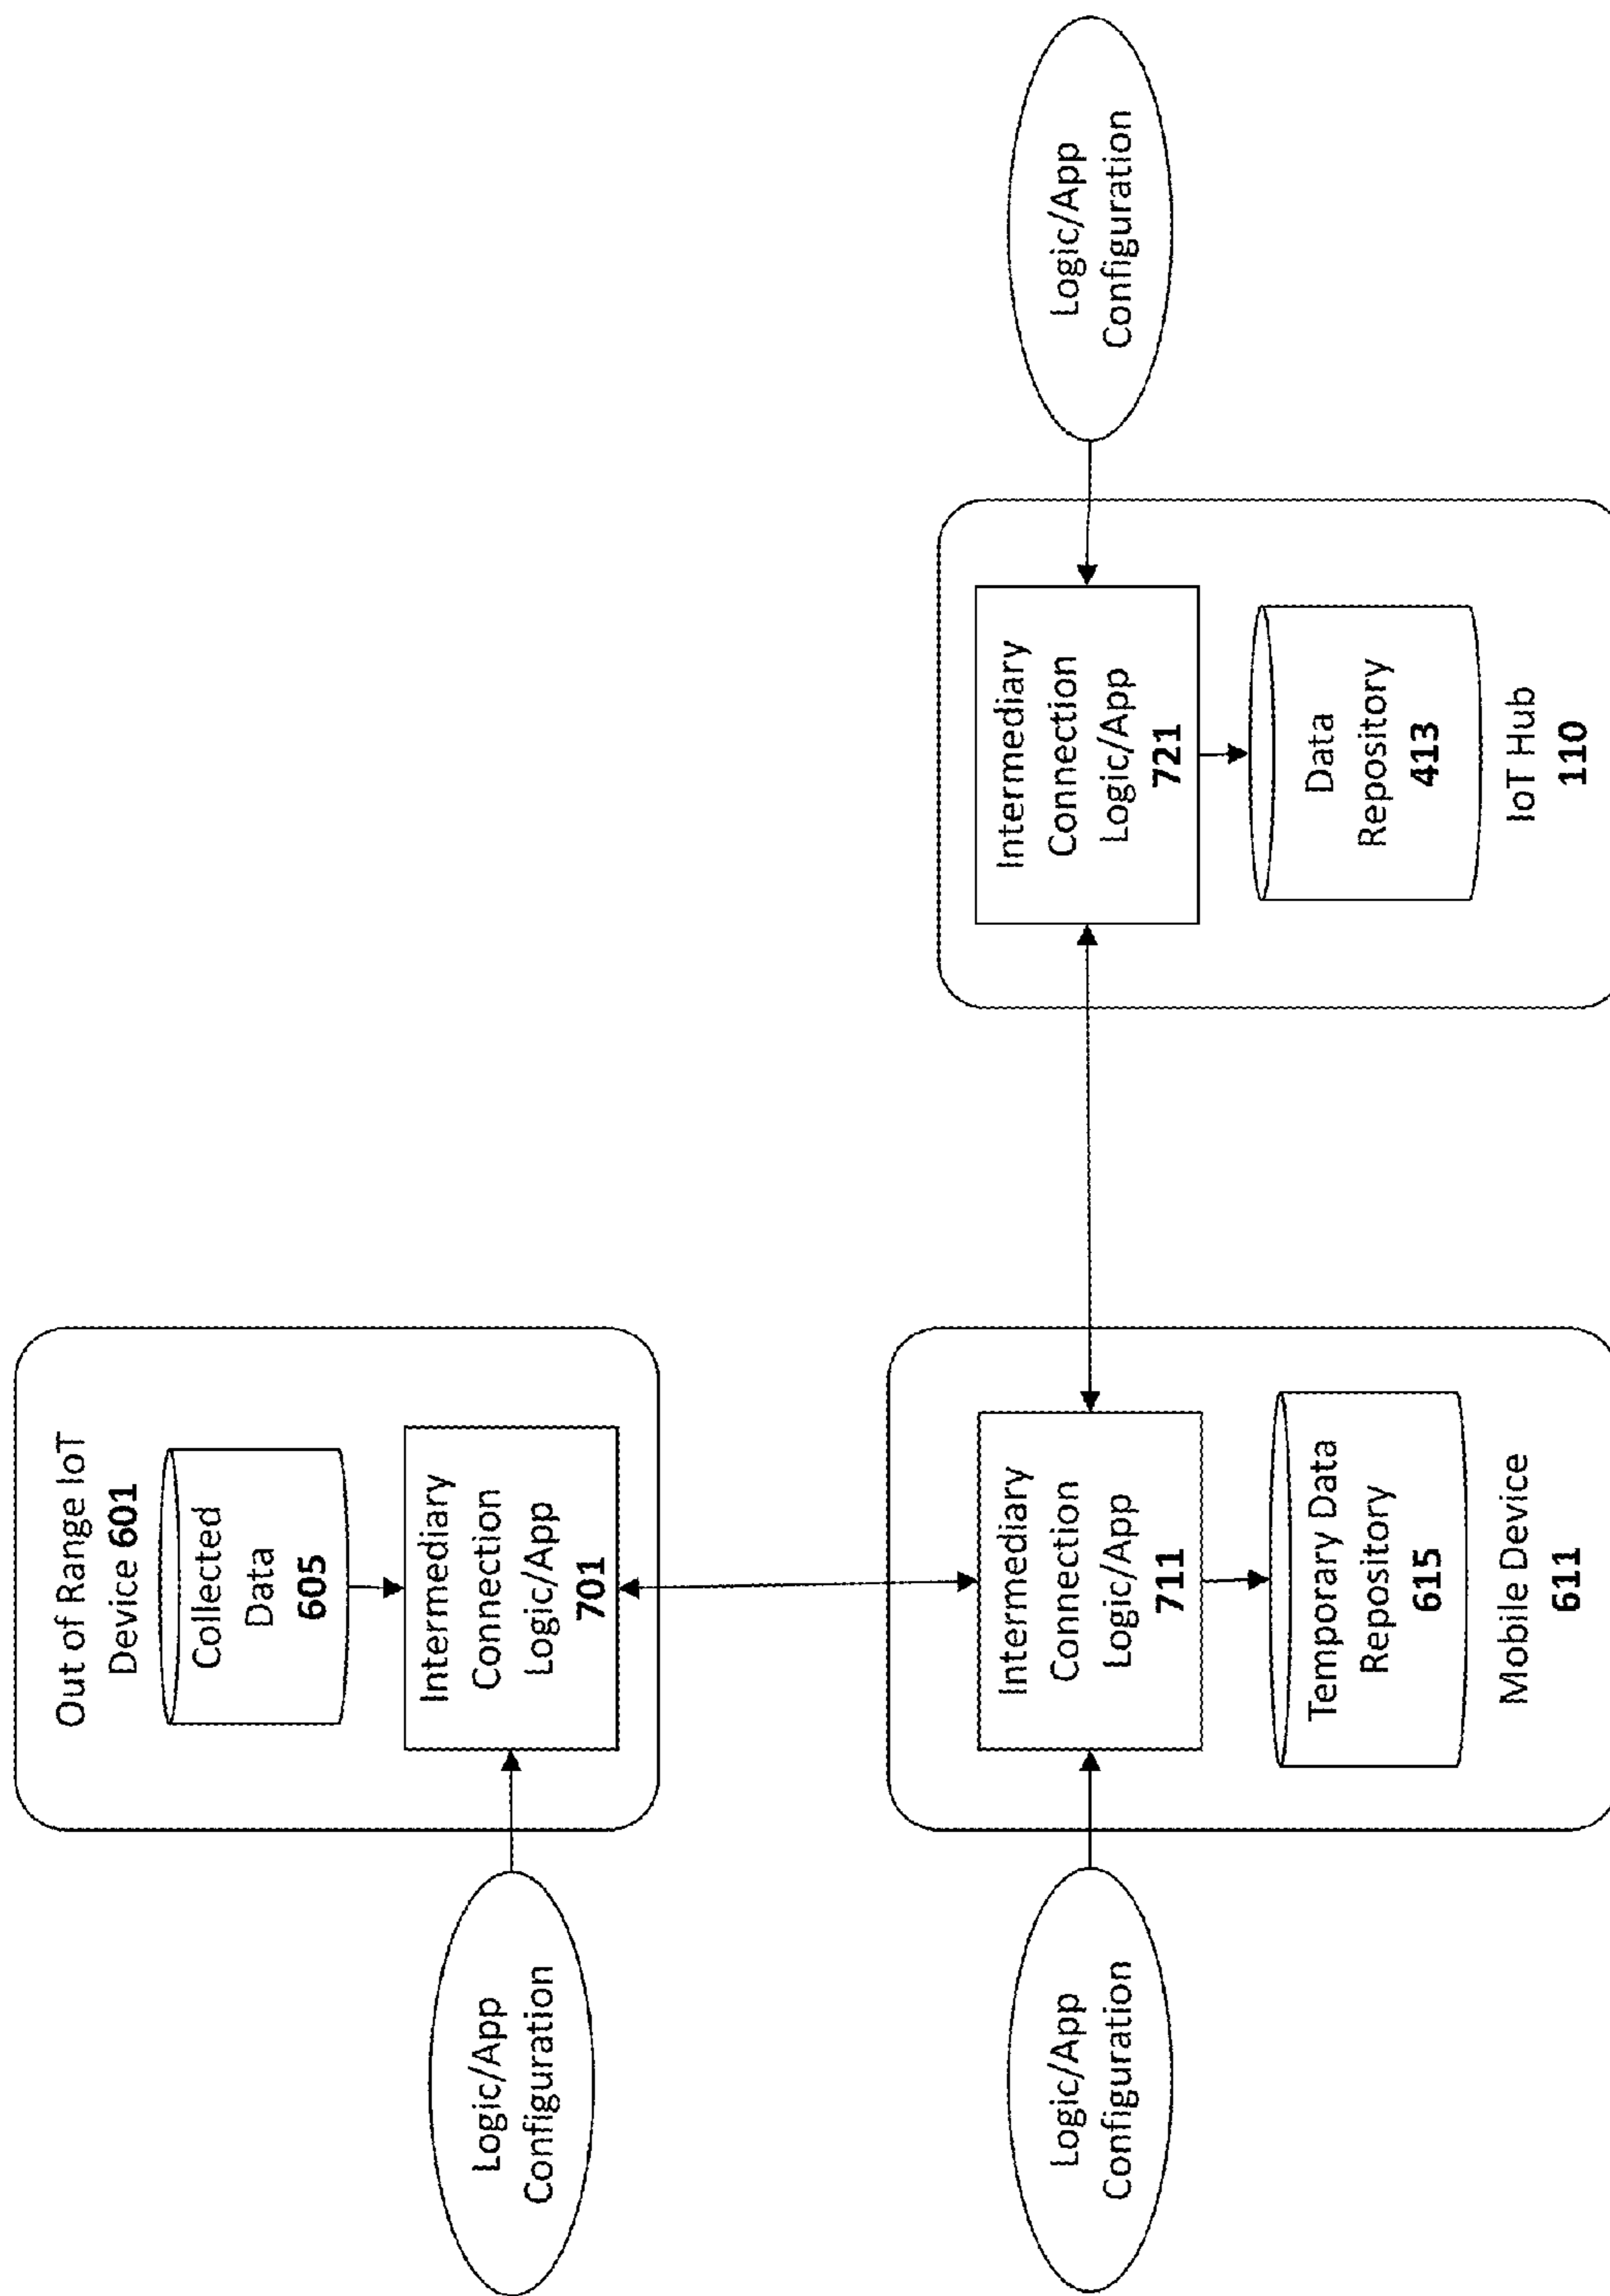 Out of Range IoT
Device 601
Collected
Data
605
Intermediary
Connection
Logic/App
701
Logic/App
Configuration
Logic/App
Configuration
Intermediary
Connection
Logic/App
711
Temporary Data
Repository
615
Mobile Device
611
Intermediary
Connection
Logic/App
721
Data
Repository
413
IoT Hub
110
Logic/App
Configuration